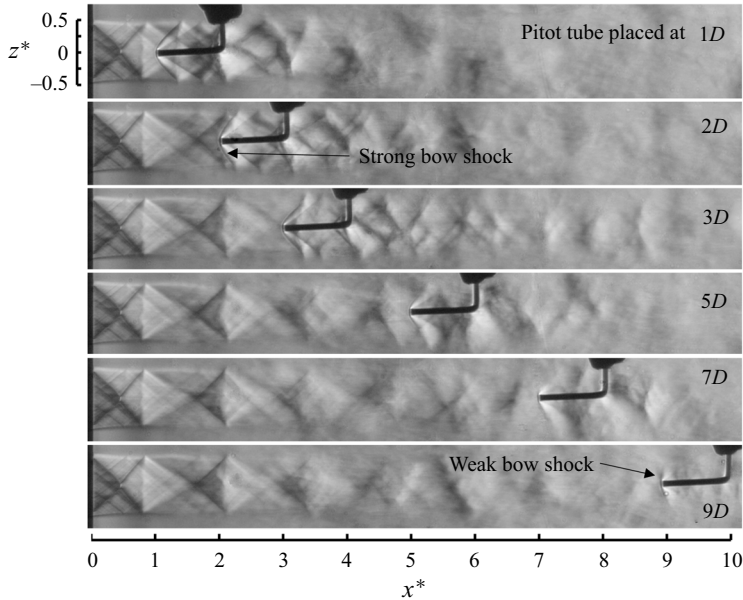 0.5
z* 0
–0.5
Pitot tube placed at 1D
2D
Strong bow shock
3D
5D
7D
Weak bow shock
9D
0 1 2 3 4 5 6 7 8 9 10
x*